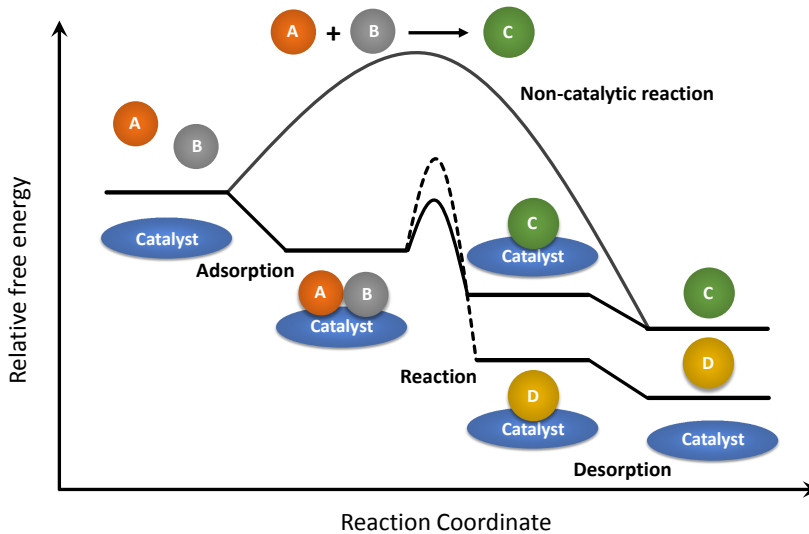 A + B C
Non-catalytic reaction
A
B
C
Catalyst
Catalyst
Adsorption
A B
Catalyst
C
Reaction
D
D
Catalyst
Catalyst
Desorption
Relative free energy
Reaction Coordinate